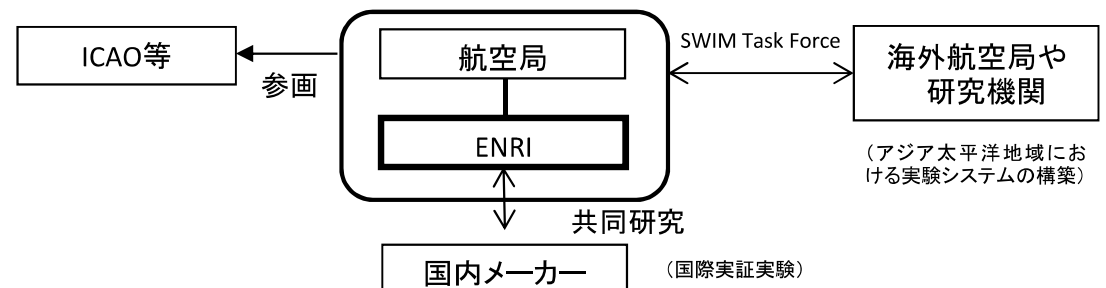 ICAO等
参画
航空局
ENRI
SWIM Task Force
海外航空局や
研究機関
（アジア太平洋地域にお
ける実験システムの構築）
共同研究
国内メーカー
（国際実証実験）